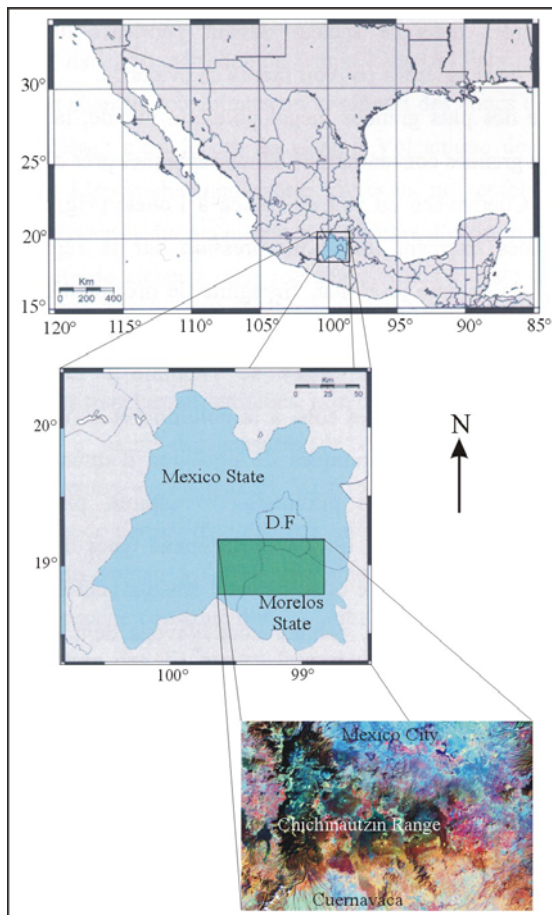 30°
25°
20°
Km
0 200 400
15°
120° 115° 110° 105° 100° 95° 90° 85°
Km
0 25 50
20°
Mexico State
N
D.F
19°
Morelos
State
100° 99°
Mexico City
Chichinautzin Range
Cuernavaca